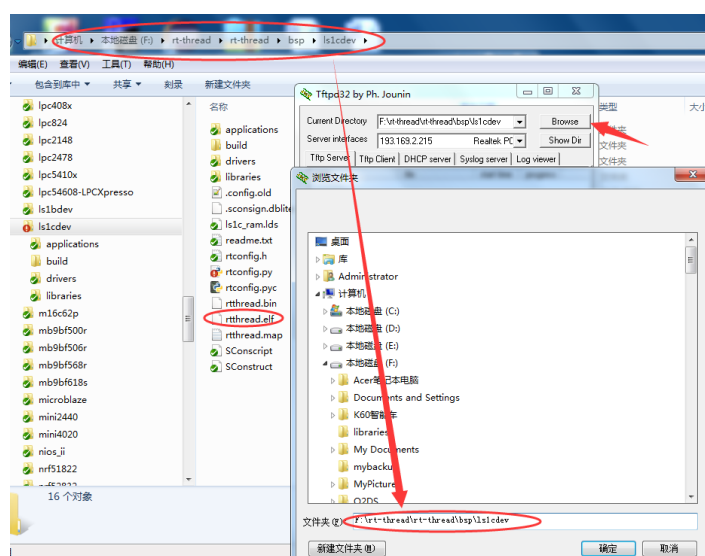 计算机 ▸ 本地磁盘 (F:) ▸ rt-thread ▸ rt-thread ▸ bsp ▸ ls1cdev ▸
编辑(E) 查看(V) 工具(T) 帮助(H)
包含到库中 共享 刻录 新建文件夹
lpc408x
lpc824
lpc2148
lpc2478
lpc5410x
lpc54608-LPCXpresso
ls1bdev
ls1cdev
applications
build
drivers
libraries
m16c62p
mb9bf500r
mb9bf506r
mb9bf568r
mb9bf618s
microblaze
mini2440
mini4020
nios_ii
nrf51822
16 个对象
名称
applications
build
drivers
libraries
.config.old
.sconsign.dblite
ls1c_ram.lds
readme.txt
rtconfig.h
rtconfig.py
rtconfig.pyc
rtthread.bin
rtthread.elf
rtthread.map
SConscript
SConstruct
类型 大小
文件夹
文件夹
文件夹
Tftpd32 by Ph. Jounin
Current Directory F:\rt-thread\rt-thread\bsp\ls1cdev Browse
Server interfaces 193.169.2.215 Realtek PC Show Dir
Tftp Server Tftp Client DHCP server Syslog server Log viewer
浏览文件夹
桌面
库
Administrator
计算机
本地磁盘 (C:)
本地磁盘 (D:)
本地磁盘 (E:)
本地磁盘 (F:)
Acer笔记本电脑
Documents and Settings
K60智能车
libraries
My Documents
mybackup
MyPictures
O2DS
文件夹(F): F:\rt-thread\rt-thread\bsp\ls1cdev
新建文件夹(N) 确定 取消